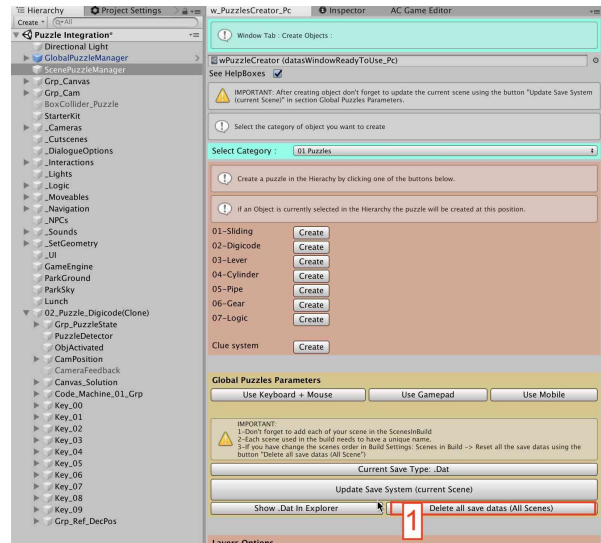 Hierarchy
Project Settings
Create
All
Puzzle Integration*
Directional Light
GlobalPuzzleManager
ScenePuzzleManager
Grp_Canvas
Grp_Cam
BoxCollider_Puzzle
StarterKit
_Cameras
_Cutscenes
_DialogueOptions
_Interactions
_Lights
_Logic
_Moveables
_Navigation
_NPCs
_Sounds
_SetGeometry
_UI
GameEngine
ParkGround
ParkSky
Lunch
02_Puzzle_Digicode(Clone)
Grp_PuzzleState
PuzzleDetector
ObjActivated
CamPosition
CameraFeedback
Canvas_Solution
Code_Machine_01_Grp
Key_00
Key_01
Key_02
Key_03
Key_04
Key_05
Key_06
Key_07
Key_08
Key_09
Grp_Ref_DecPos
w_PuzzlesCreator_Pc
Inspector
AC Game Editor
Window Tab : Create Objects :
wPuzzleCreator (datasWindowReadyToUse_Pc)
See HelpBoxes
IMPORTANT: After creating object don't forget to update the current scene using the button "Update Save System
(current Scene)" in section Global Puzzles Parameters.
Select the category of object you want to create
Select Category : 01 Puzzles
Create a puzzle in the Hierachy by clicking one of the buttons below.
if an Object is currently selected in the Hierarchy the puzzle will be created at this position.
01-Sliding Create
02-Digicode Create
03-Lever Create
04-Cylinder Create
05-Pipe Create
06-Gear Create
07-Logic Create
Clue system Create
Global Puzzles Parameters
Use Keyboard + Mouse Use Gamepad Use Mobile
IMPORTANT:
1-Don't forget to add each of your scene in the ScenesInBuild
2-Each scene used in the build needs to have a unique name.
3-If you have change the scenes order in Build Settings: Scenes in Build -> Reset all the save datas using the
button "Delete all save datas (All Scene")
Current Save Type: .Dat
Update Save System (current Scene)
Show .Dat In Explorer Delete all save datas (All Scenes)
1
Layers Options